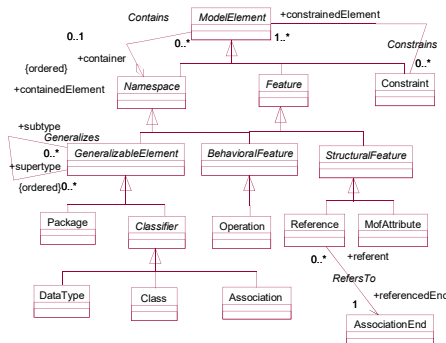 Contains
ModelElement
+constrainedElement
0..1
0..*
1..*
Constrains
+container
0..*
{ordered}
+containedElement
Namespace
Feature
Constraint
+subtype
Generalizes
0..*
GeneralizableElement
BehavioralFeature
StructuralFeature
+supertype
{ordered}
0..*
Package
Classifier
Operation
Reference
MofAttribute
0..*
+referent
RefersTo
DataType
Class
Association
1
+referencedEnd
AssociationEnd